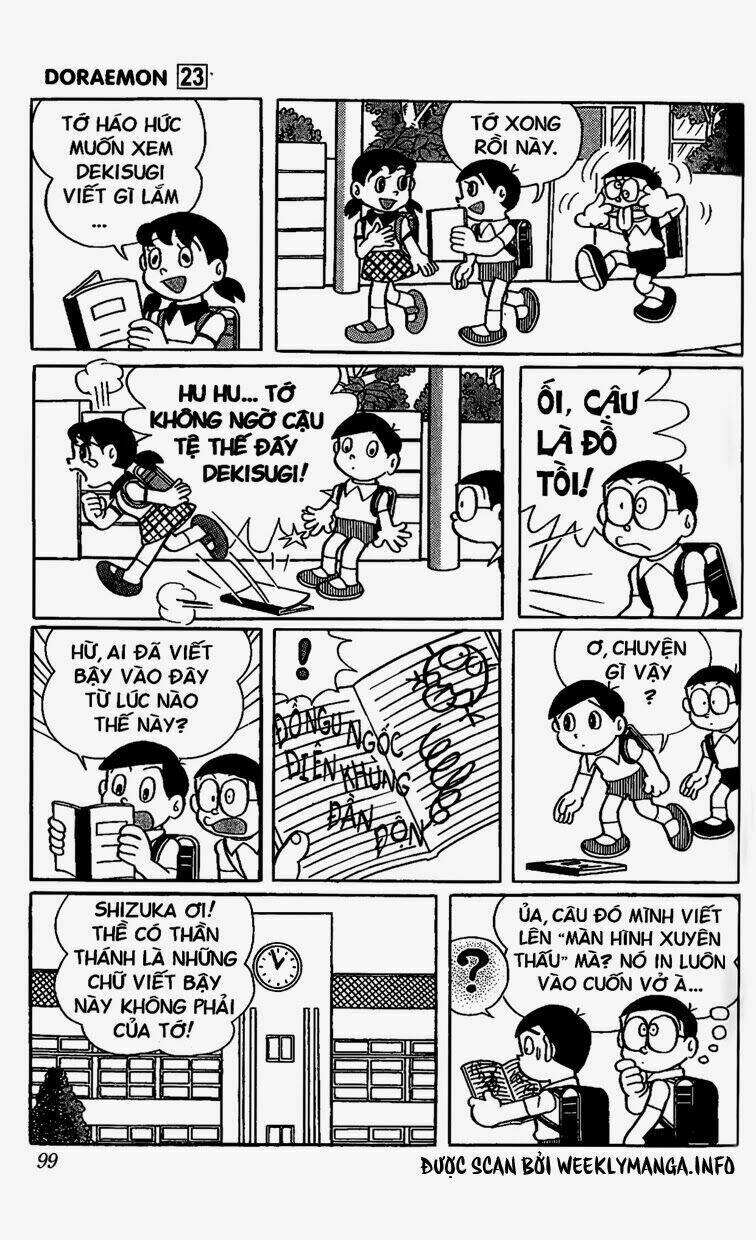 DORAEMON 23
TỚ XONG
RỒI NÀY.
TỚ HÁO HỨC
MUỐN XEM
DEKISUGI
VIẾT GÌ LẮM
...
ỐI, CẬU
LÀ ĐỒ
TỒI!
HU HU... TỚ
KHÔNG NGỜ CẬU
TỆ THẾ ĐẤY
DEKISUGI!
Ơ, CHUYỆN
GÌ VẬY
?
!
ĐỒ NGU NGỐC
ĐIÊN KHÙNG
ĐẦN
ĐỘN
HỪ, AI ĐÃ VIẾT
BẬY VÀO ĐÂY
TỪ LÚC NÀO
THẾ NÀY?
ỦA, CÂU ĐÓ MÌNH VIẾT
LÊN “MÀN HÌNH XUYÊN
THẤU” MÀ? NÓ IN LUÔN
VÀO CUỐN VỞ À...
?
SHIZUKA ƠI!
THỀ CÓ THẦN
THÁNH LÀ NHỮNG
CHỮ VIẾT BẬY
NÀY KHÔNG PHẢI
CỦA TỚ!
99
ĐƯỢC SCAN BỞI WEEKLYMANGA.INFO